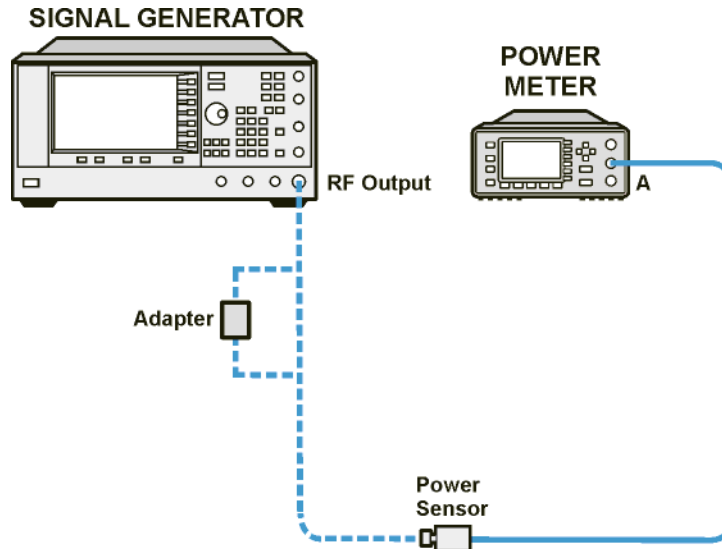 SIGNAL GENERATOR
POWER
METER
RF Output
A
Adapter
Power
Sensor